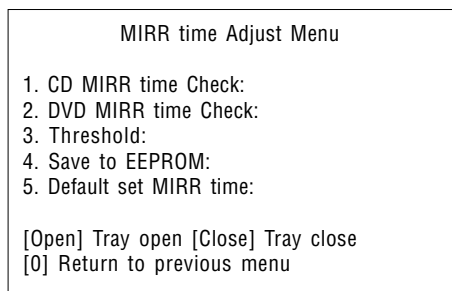 MIRR time Adjust Menu
1. CD MIRR time Check:
2. DVD MIRR time Check:
3. Threshold:
4. Save to EEPROM:
5. Default set MIRR time:
[Open] Tray open [Close] Tray close
[0] Return to previous menu